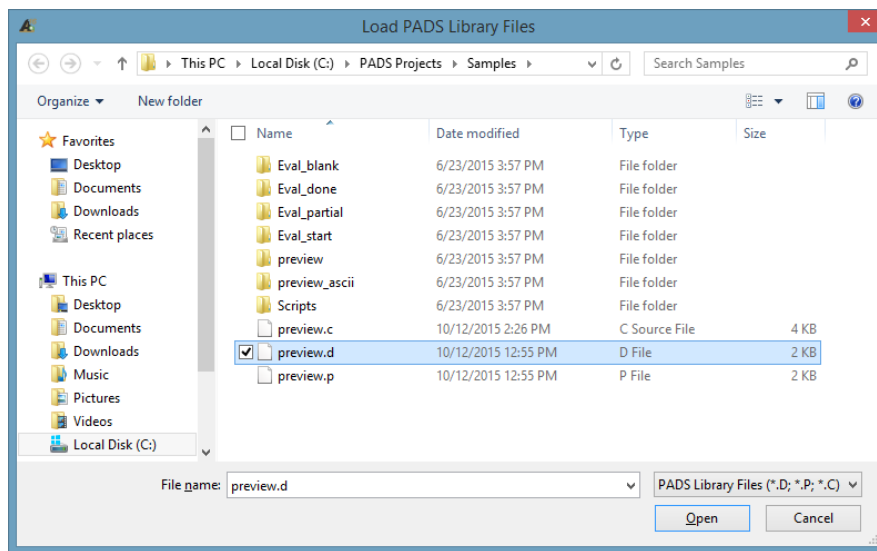 Load PADS Library Files
This PC Local Disk (C:) PADS Projects Samples
Search Samples
Organize New folder
Favorites
Desktop
Documents
Downloads
Recent places
This PC
Desktop
Documents
Downloads
Music
Pictures
Videos
Local Disk (C:)
Name Date modified Type Size
Eval_blank 6/23/2015 3:57 PM File folder
Eval_done 6/23/2015 3:57 PM File folder
Eval_partial 6/23/2015 3:57 PM File folder
Eval_start 6/23/2015 3:57 PM File folder
preview 6/23/2015 3:57 PM File folder
preview_ascii 6/23/2015 3:57 PM File folder
Scripts 6/23/2015 3:57 PM File folder
preview.c 10/12/2015 2:26 PM C Source File 4 KB
preview.d 10/12/2015 12:55 PM D File 2 KB
preview.p 10/12/2015 12:55 PM P File 2 KB
File name: preview.d PADS Library Files (*.D; *.P; *.C)
Open Cancel